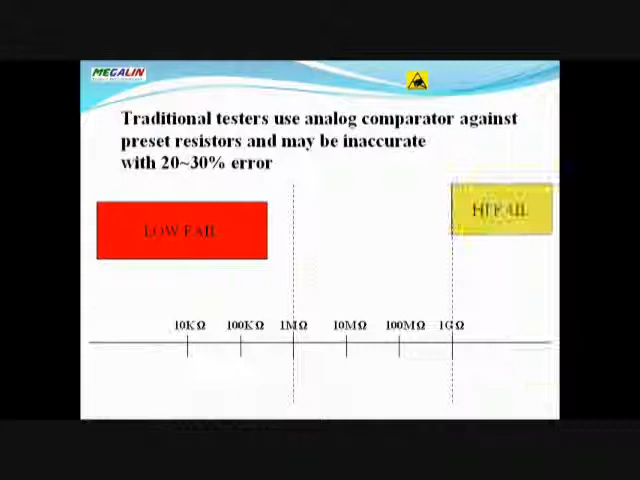 MEGALIN
Traditional testers use analog comparator against
preset resistors and may be inaccurate
with 20~30% error
LOW FAIL
HI FAIL
10KΩ 100KΩ 1MΩ 10MΩ 100MΩ 1GΩ